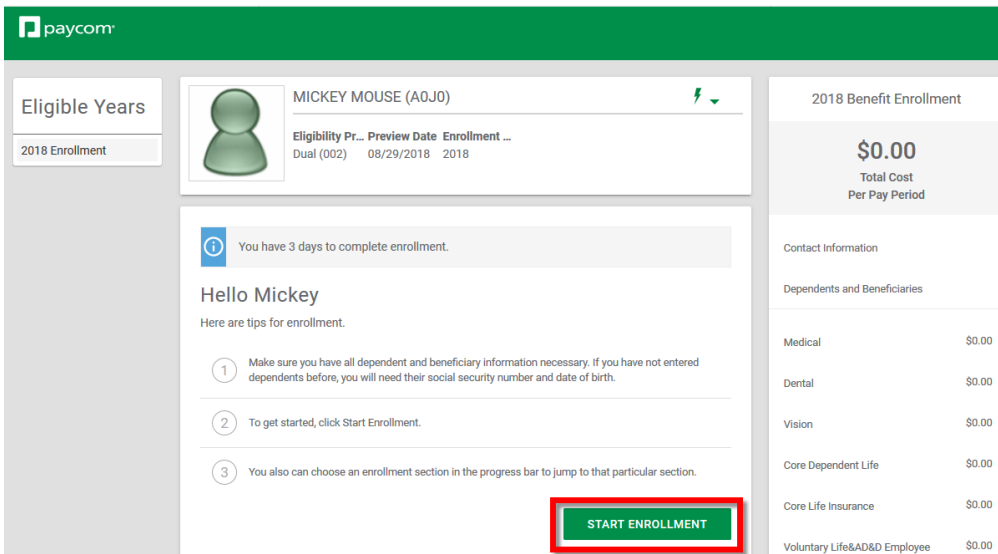 paycom
Eligible Years
2018 Enrollment
MICKEY MOUSE (A0J0)
Eligibility Pr... Preview Date Enrollment ...
Dual (002) 08/29/2018 2018
You have 3 days to complete enrollment.
Hello Mickey
Here are tips for enrollment.
1 Make sure you have all dependent and beneficiary information necessary. If you have not entered
dependents before, you will need their social security number and date of birth.
2 To get started, click Start Enrollment.
3 You also can choose an enrollment section in the progress bar to jump to that particular section.
START ENROLLMENT
2018 Benefit Enrollment
$0.00
Total Cost
Per Pay Period
Contact Information
Dependents and Beneficiaries
Medical $0.00
Dental $0.00
Vision $0.00
Core Dependent Life $0.00
Core Life Insurance $0.00
Voluntary Life&AD&D Employee $0.00